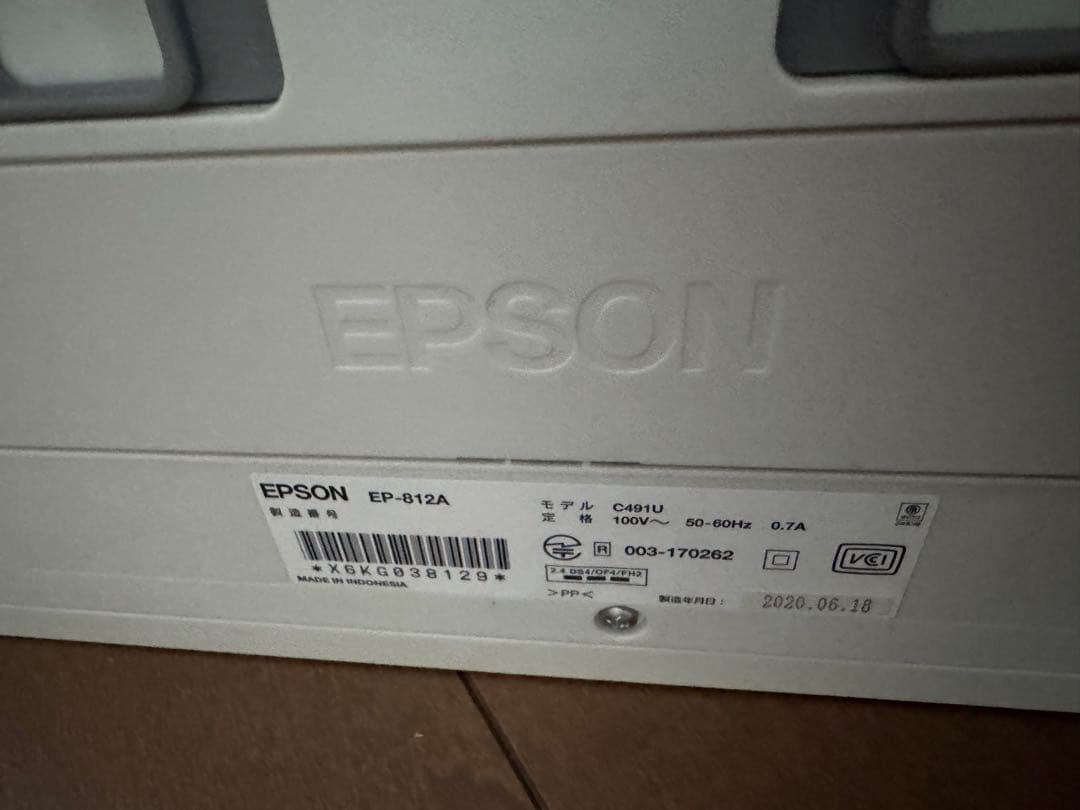 EPSON
EPSON EP-812A
製造番号
*X6KG038129*
MADE IN INDONESIA
モデル C491U
定格 100V～ 50-60Hz 0.7A
R 003-170262
VCCI
2.4 DS4/OF4/FH2
>PP<
製造年月日: 2020.06.18